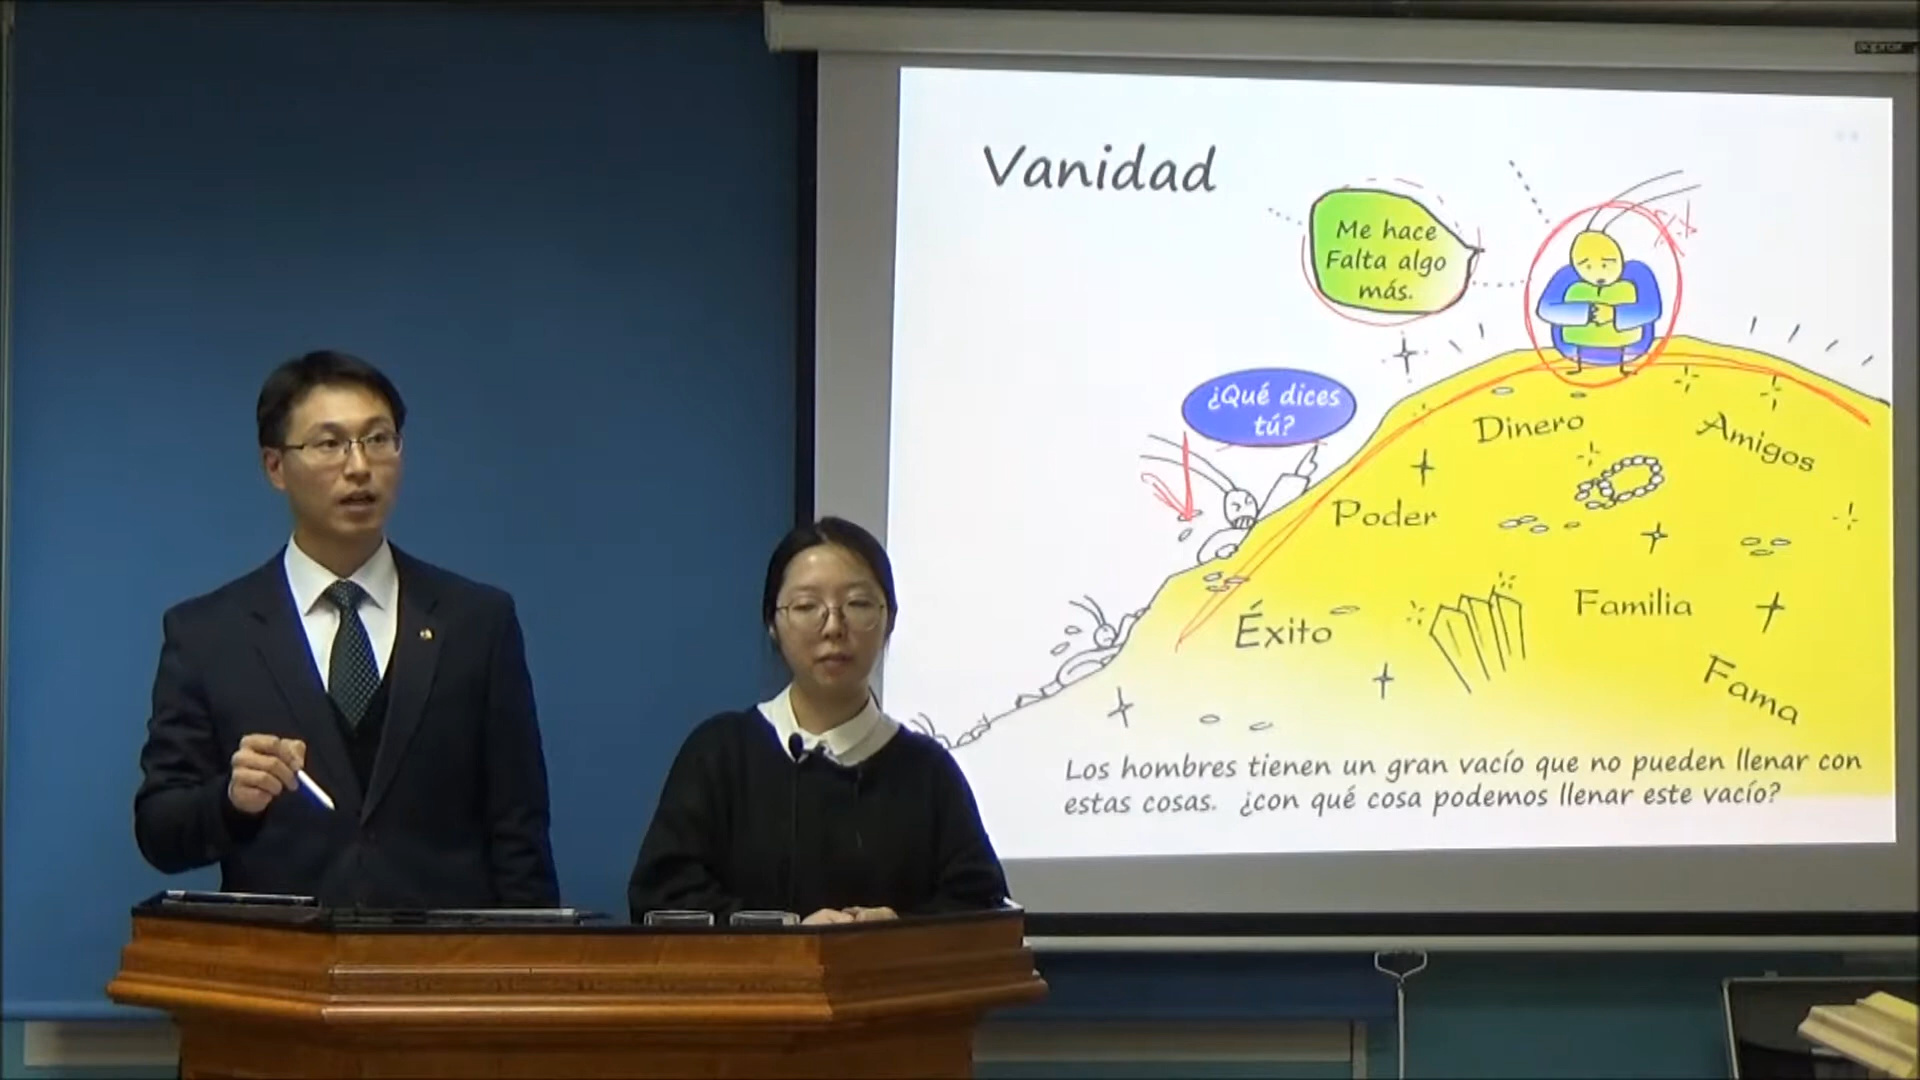 Vanidad
Me hace
Falta algo
más.
¿Qué dices
tú?
Dinero
Amigos
Poder
Familia
Éxito
Fama
Los hombres tienen un gran vacío que no pueden llenar con
estas cosas. ¿con qué cosa podemos llenar este vacío?